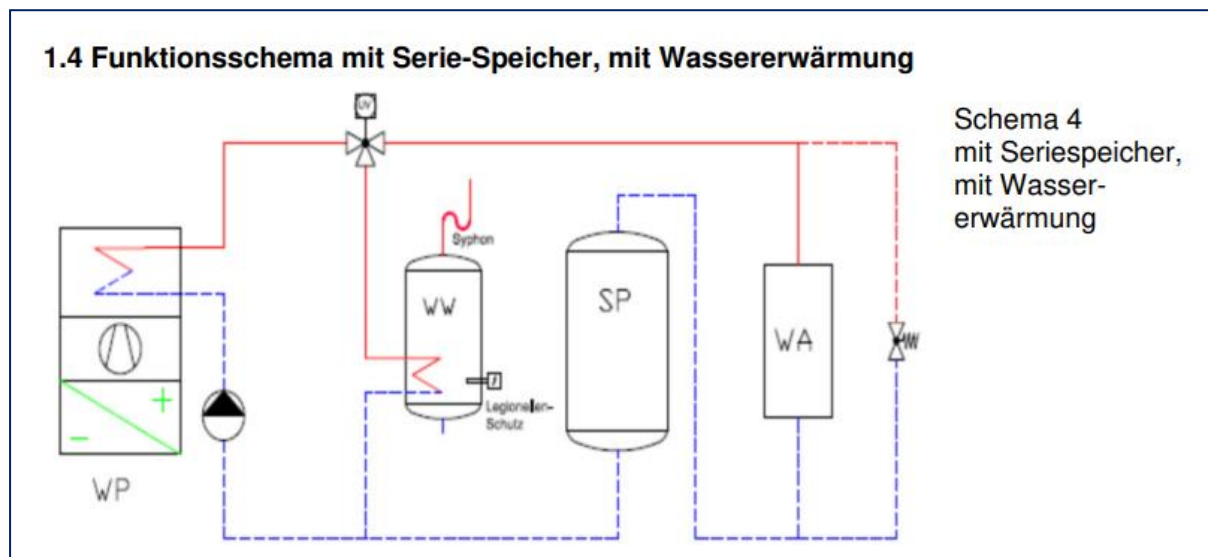 1.4 Funktionsschema mit Serie-Speicher, mit Wassererwärmung
UV
Schema 4
mit Seriespeicher,
mit Wasser-
erwärmung
Syphon
WW
SP
WA
Legionellen-
Schutz
WP